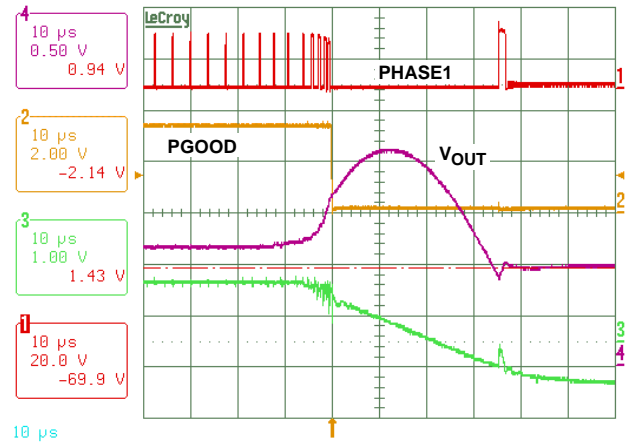 LeCroy
4
10 µs
0.50 V
0.94 V
PHASE1
1
2
10 µs
2.00 V
-2.14 V
PGOOD
VOUT
2
3
10 µs
1.00 V
1.43 V
1
10 µs
20.0 V
-69.9 V
3
4
10 µs